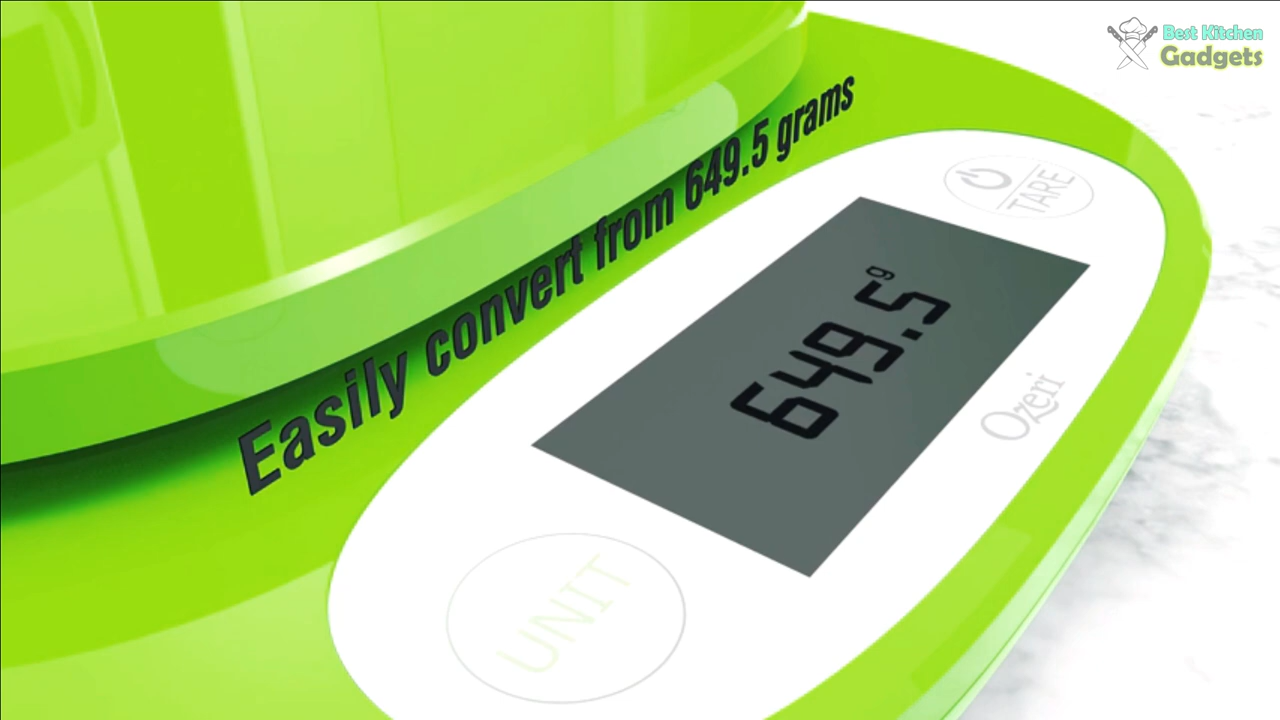 Best Kitchen
Gadgets
Easily convert from 649.5 grams
TARE
649.5 g
Ozeri
UNIT